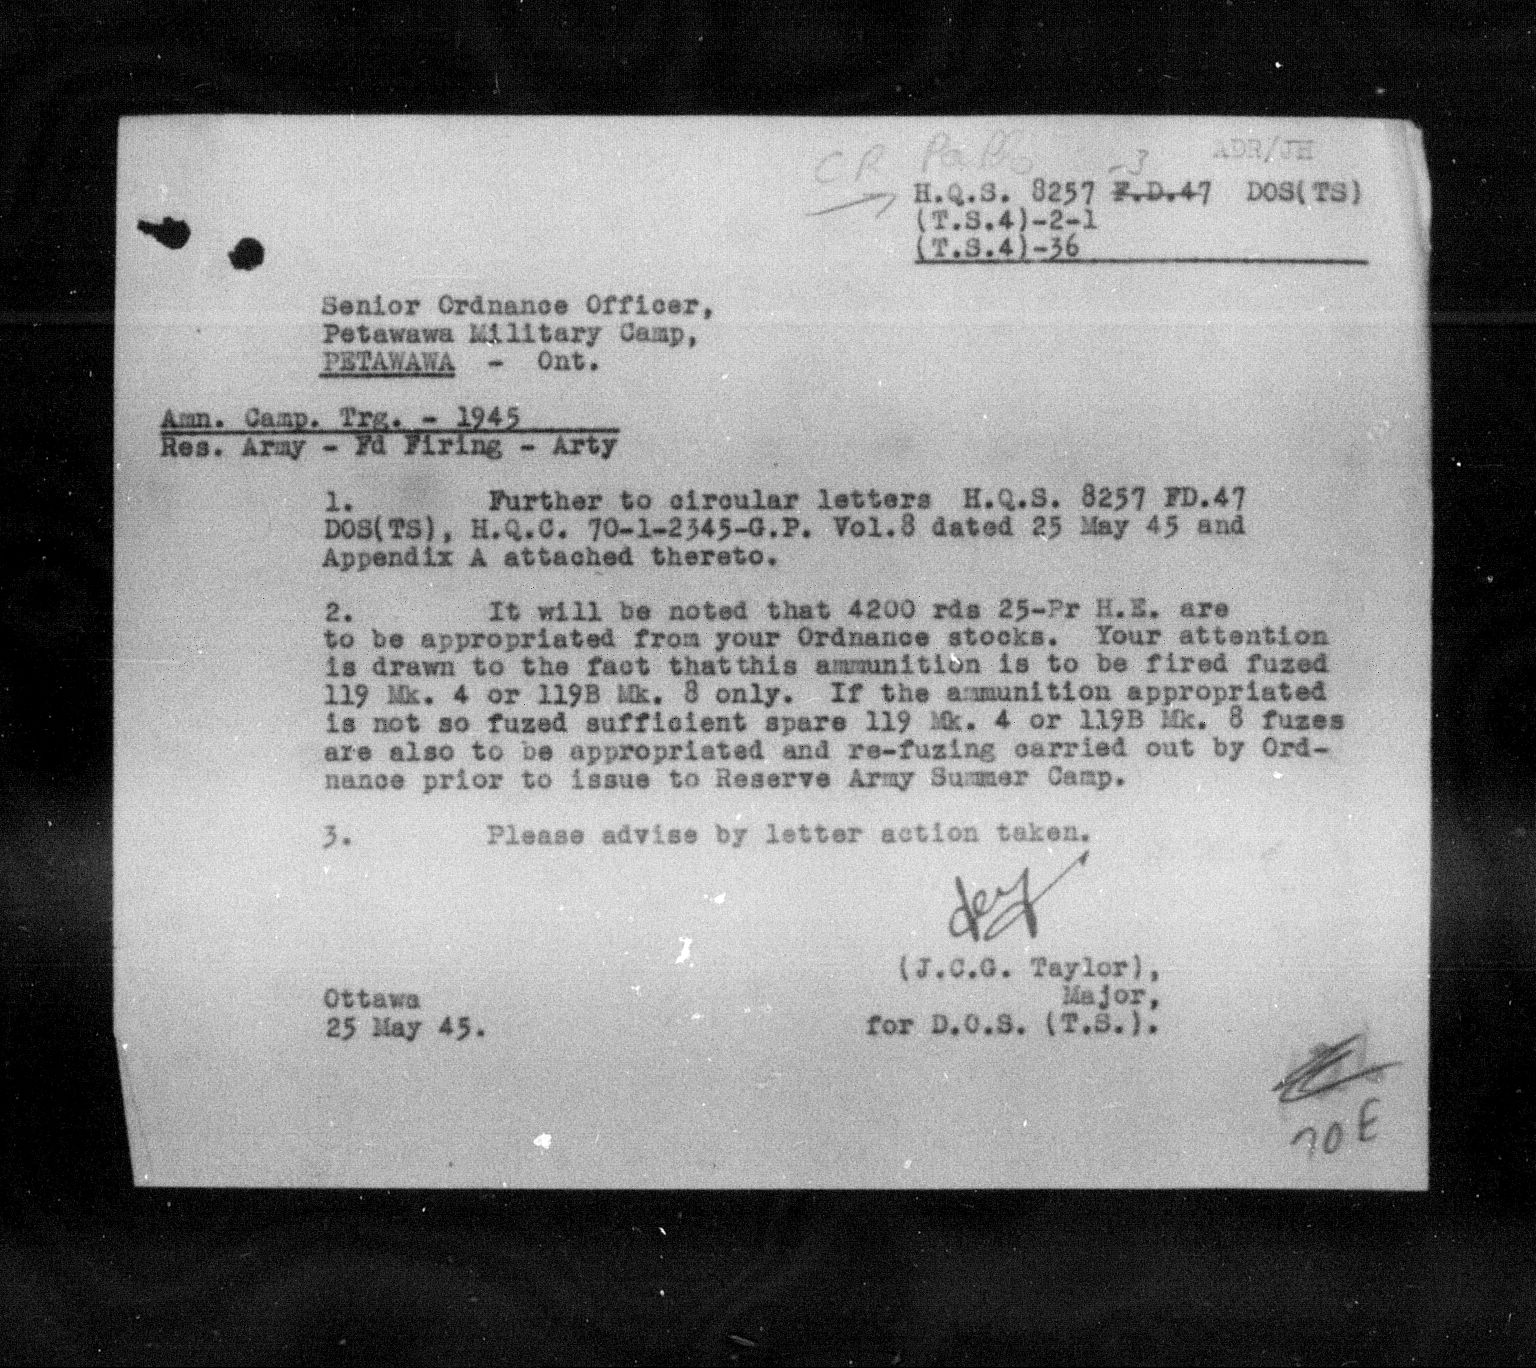 ADR/JH
C R
-3
H.Q.S. 8257 F.D.47 DOS(TS)
(T.S.4)-2-1
(T.S.4)-36
Senior Ordnance Officer,
Petawawa Military Camp,
PETAWAWA - Ont.
Amn. Camp. Trg. - 1945
Res. Army - Fd Firing - Arty
1. Further to circular letters H.Q.S. 8257 FD.47
DOS(TS), H.Q.C. 70-1-2345-G.P. Vol.8 dated 25 May 45 and
Appendix A attached thereto.
2. It will be noted that 4200 rds 25-Pr H.E. are
to be appropriated from your Ordnance stocks. Your attention
is drawn to the fact thatthis ammunition is to be fired fuzed
119 Mk. 4 or 119B Mk. 8 only. If the ammunition appropriated
is not so fuzed sufficient spare 119 Mk. 4 or 119B Mk. 8 fuzes
are also to be appropriated and re-fuzing carried out by Ord-
nance prior to issue to Reserve Army Summer Camp.
3. Please advise by letter action taken.
(J.C.G. Taylor),
Major,
for D.O.S. (T.S.).
Ottawa
25 May 45.
70E